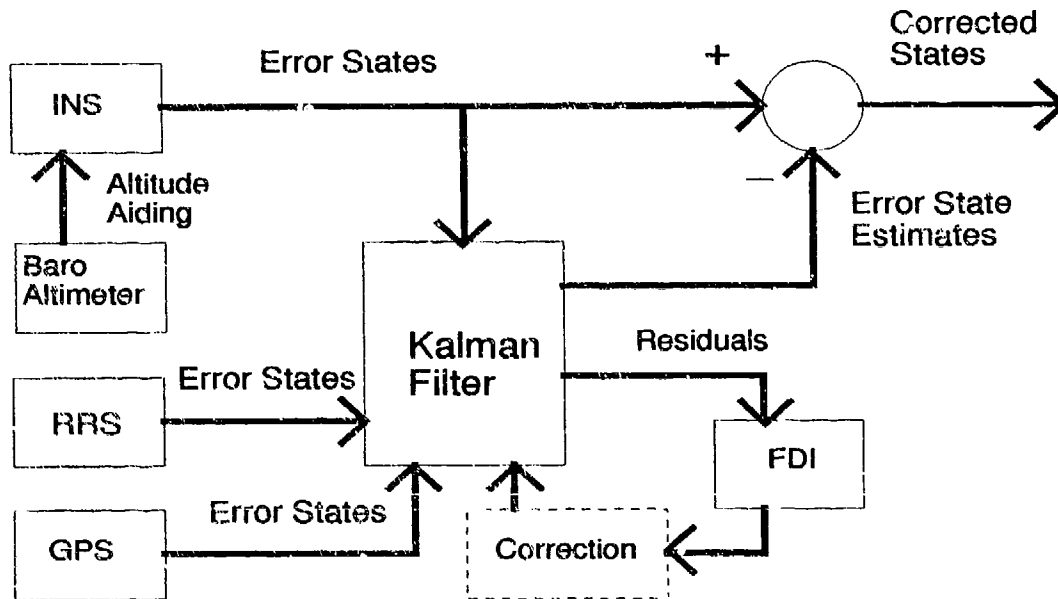 Corrected
States
Error States
+
INS
Altitude
Aiding
—
Error State
Estimates
Baro
Altimeter
Kalman
Filter
Residuals
Error States
RRS
FDI
Error States
GPS
Correction